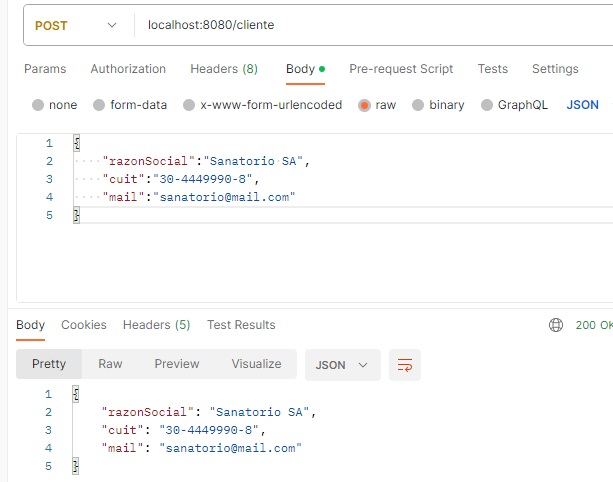 POST localhost:8080/cliente
Params Authorization Headers (8) Body Pre-request Script Tests Settings
none form-data x-www-form-urlencoded raw binary GraphQL JSON
1 {
2 "razonSocial":"Sanatorio SA",
3 "cuit":"30-4449990-8",
4 "mail":"sanatorio@mail.com"
5 }
Body Cookies Headers (5) Test Results 200 OK
Pretty Raw Preview Visualize JSON
1 {
2 "razonSocial": "Sanatorio SA",
3 "cuit": "30-4449990-8",
4 "mail": "sanatorio@mail.com"
5 }